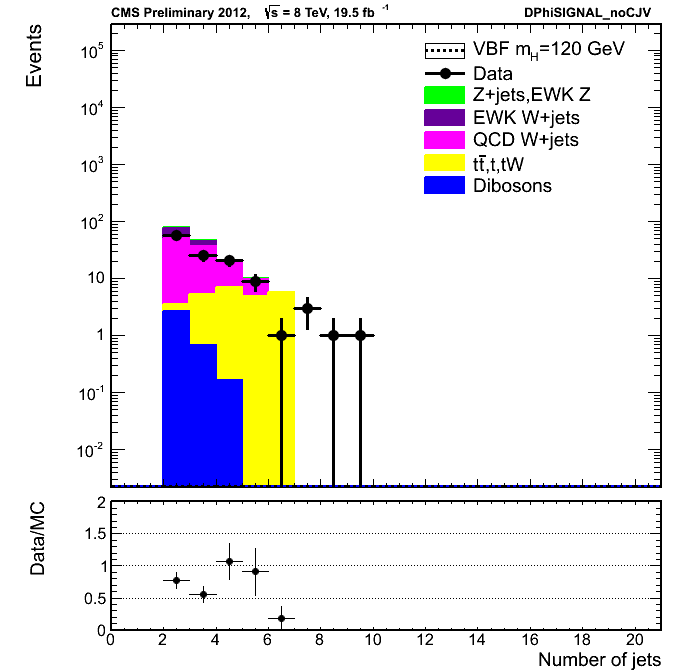 CMS Preliminary 2012, √s = 8 TeV, 19.5 fb⁻¹ DPhiSIGNAL_noCJV
Events
VBF m_H=120 GeV
Data
Z+jets,EWK Z
EWK W+jets
QCD W+jets
tt̄,t,tW
Dibosons
10⁵
10⁴
10³
10²
10
1
10⁻¹
10⁻²
Data/MC
2
1.5
1
0.5
0
0 2 4 6 8 10 12 14 16 18 20
Number of jets